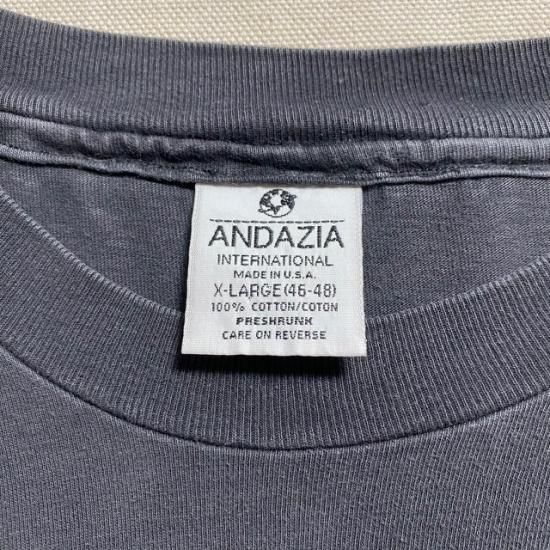 ANDAZIA
INTERNATIONAL
MADE IN U.S.A.
X-LARGE (46-48)
100% COTTON/COTON
PRESHRUNK
CARE ON REVERSE